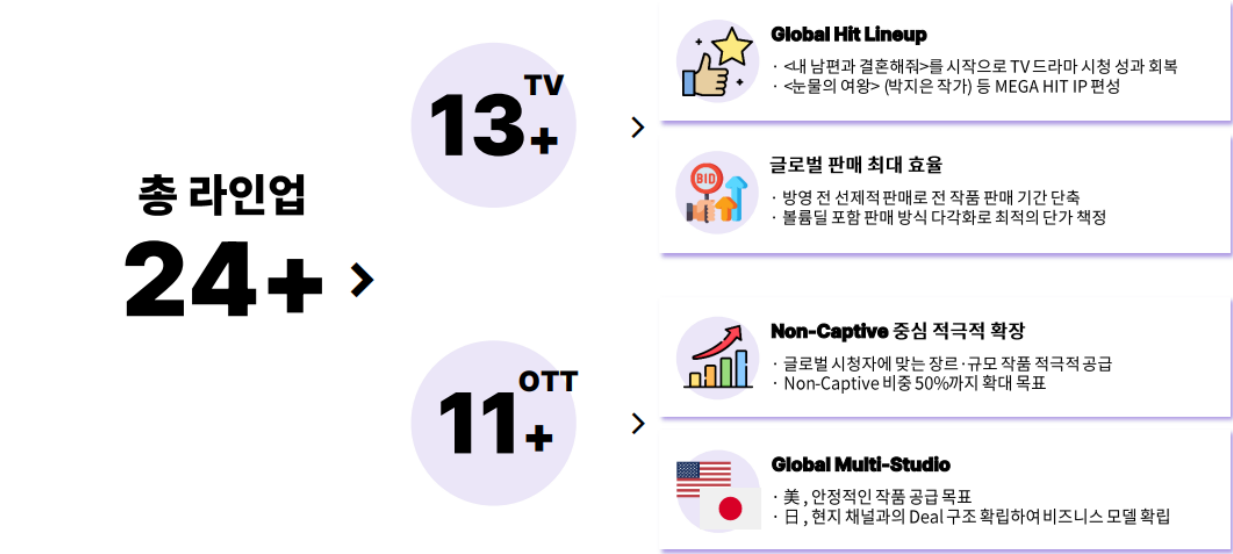 총 라인업
24+
TV
13+
Global Hit Lineup
· <내 남편과 결혼해줘>를 시작으로 TV 드라마 시청 성과 회복
· <눈물의 여왕> (박지은 작가) 등 MEGA HIT IP 편성
BID
글로벌 판매 최대 효율
· 방영 전 선제적 판매로 전 작품 판매 기간 단축
· 볼륨딜 포함 판매 방식 다각화로 최적의 단가 책정
OTT
11+
Non-Captive 중심 적극적 확장
· 글로벌 시청자에 맞는 장르·규모 작품 적극적 공급
· Non-Captive 비중 50%까지 확대 목표
Global Multi-Studio
· 美 , 안정적인 작품 공급 목표
· 日 , 현지 채널과의 Deal 구조 확립하여 비즈니스 모델 확립